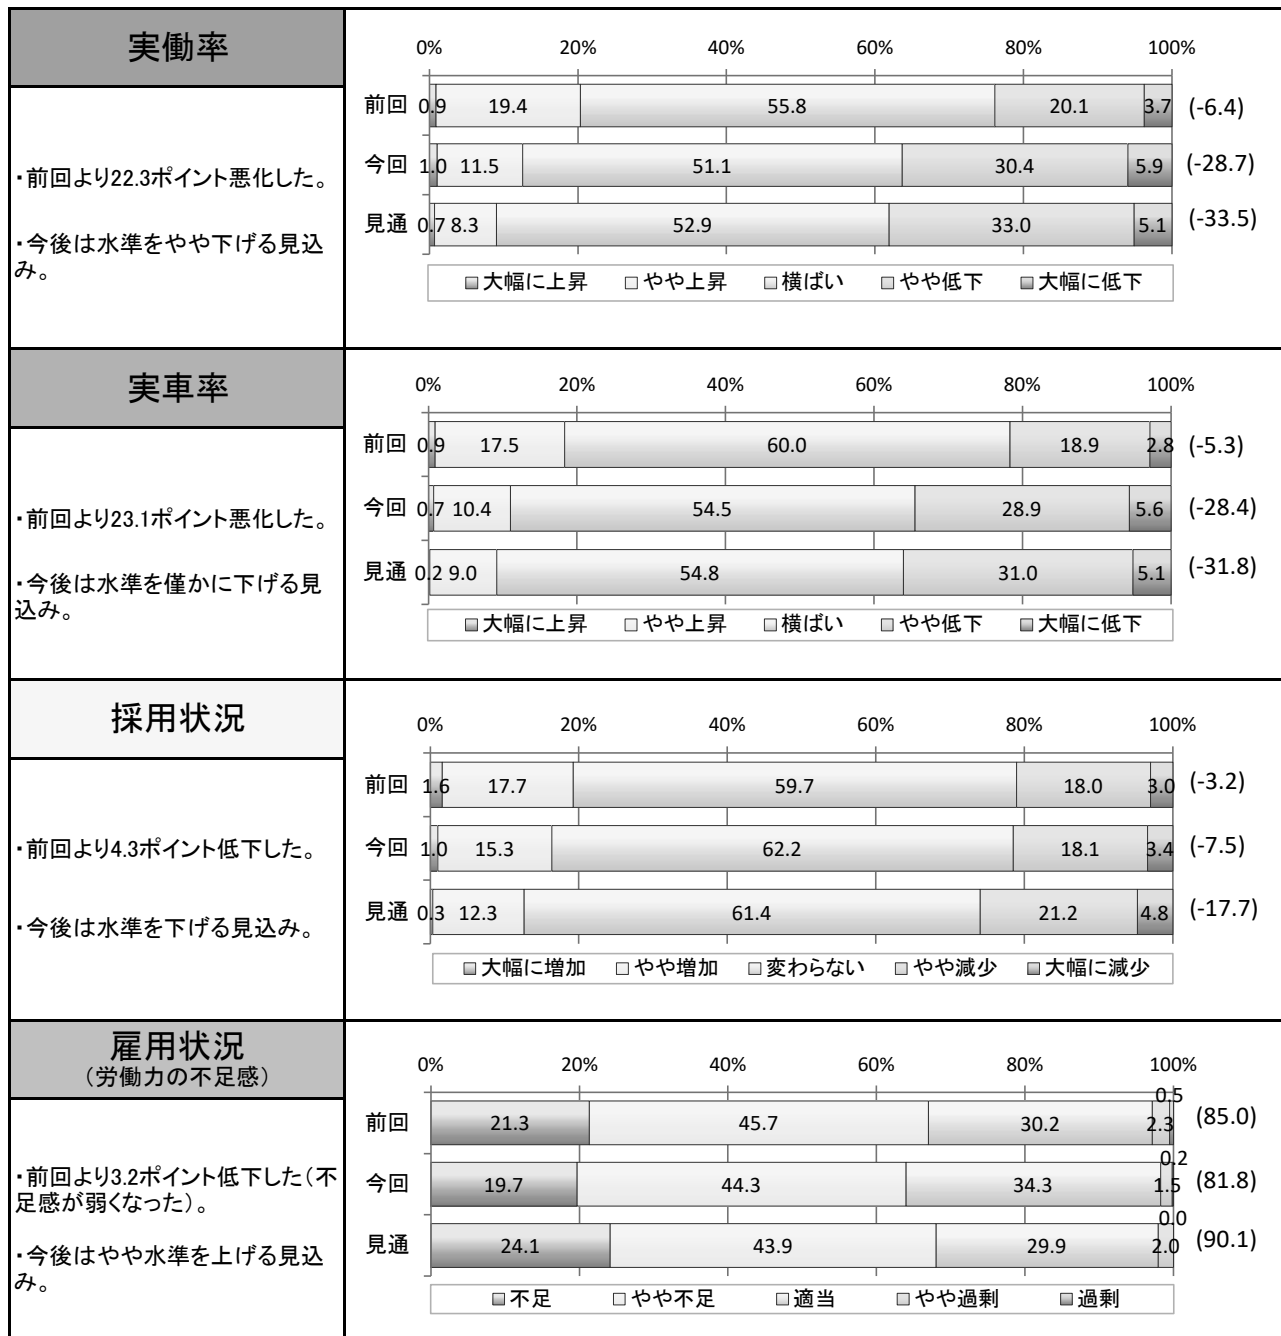 実働率
・前回より22.3ポイント悪化した。
・今後は水準をやや下げる見込
み。
0% 20% 40% 60% 80% 100%
前回 0.9 19.4 55.8 20.1 3.7 (-6.4)
今回 1.0 11.5 51.1 30.4 5.9 (-28.7)
見通 0.7 8.3 52.9 33.0 5.1 (-33.5)
大幅に上昇 やや上昇 横ばい やや低下 大幅に低下
実車率
・前回より23.1ポイント悪化した。
・今後は水準を僅かに下げる見
込み。
0% 20% 40% 60% 80% 100%
前回 0.9 17.5 60.0 18.9 2.8 (-5.3)
今回 0.7 10.4 54.5 28.9 5.6 (-28.4)
見通 0.2 9.0 54.8 31.0 5.1 (-31.8)
大幅に上昇 やや上昇 横ばい やや低下 大幅に低下
採用状況
・前回より4.3ポイント低下した。
・今後は水準を下げる見込み。
0% 20% 40% 60% 80% 100%
前回 1.6 17.7 59.7 18.0 3.0 (-3.2)
今回 1.0 15.3 62.2 18.1 3.4 (-7.5)
見通 0.3 12.3 61.4 21.2 4.8 (-17.7)
大幅に増加 やや増加 変わらない やや減少 大幅に減少
雇用状況
（労働力の不足感）
・前回より3.2ポイント低下した（不
足感が弱くなった）。
・今後はやや水準を上げる見込
み。
0% 20% 40% 60% 80% 100%
前回 21.3 45.7 30.2 2.3 0.5 (85.0)
今回 19.7 44.3 34.3 1.5 0.2 (81.8)
見通 24.1 43.9 29.9 2.0 0.0 (90.1)
不足 やや不足 適当 やや過剰 過剰